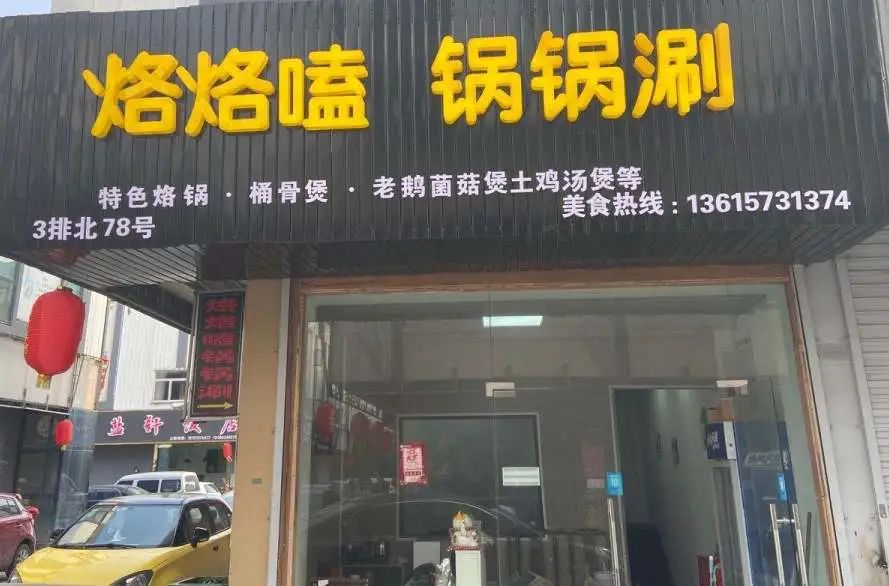 烙烙嗑 锅锅涮
特色烙锅·桶骨煲·老鹅菌菇煲土鸡汤煲等
3排北78号
美食热线:13615731374
烙烙嗑锅锅涮